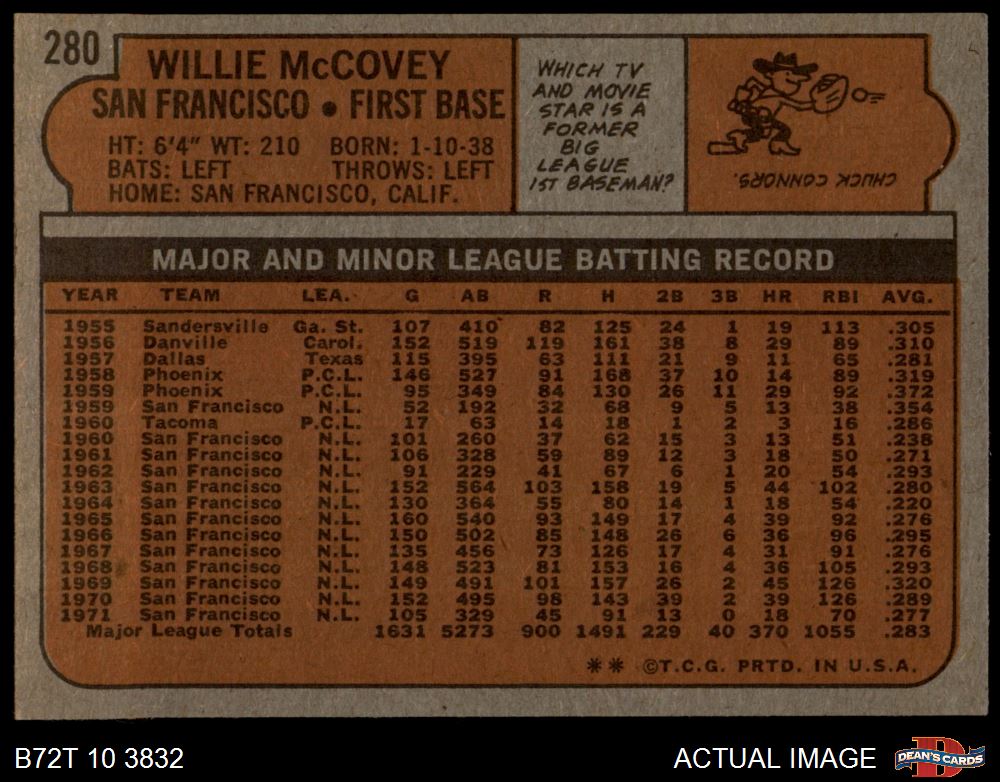 280
WILLIE McCOVEY
SAN FRANCISCO • FIRST BASE
HT: 6'4" WT: 210 BORN: 1-10-38
BATS: LEFT THROWS: LEFT
HOME: SAN FRANCISCO, CALIF.
WHICH TV
AND MOVIE
STAR IS A
FORMER
BIG
LEAGUE
1ST BASEMAN?
CHUCK CONNORS.
MAJOR AND MINOR LEAGUE BATTING RECORD
YEAR TEAM LEA. G AB R H 2B 3B HR RBI AVG.
1955 Sandersville Ga. St. 107 410 82 125 24 1 19 113 .305
1956 Danville Carol. 152 519 119 161 38 8 29 89 .310
1957 Dallas Texas 115 395 63 111 21 9 11 65 .281
1958 Phoenix P.C.L. 146 527 91 168 37 10 14 89 .319
1959 Phoenix P.C.L. 95 349 84 130 26 11 29 92 .372
1959 San Francisco N.L. 52 192 32 68 9 5 13 38 .354
1960 Tacoma P.C.L. 17 63 14 18 1 2 3 16 .286
1960 San Francisco N.L. 101 260 37 62 15 3 13 51 .238
1961 San Francisco N.L. 106 328 59 89 12 3 18 50 .271
1962 San Francisco N.L. 91 229 41 67 6 1 20 54 .293
1963 San Francisco N.L. 152 564 103 158 19 5 44 102 .280
1964 San Francisco N.L. 130 364 55 80 14 1 18 54 .220
1965 San Francisco N.L. 160 540 93 149 17 4 39 92 .276
1966 San Francisco N.L. 150 502 85 148 26 6 36 96 .295
1967 San Francisco N.L. 135 456 73 126 17 4 31 91 .276
1968 San Francisco N.L. 148 523 81 153 16 4 36 105 .293
1969 San Francisco N.L. 149 491 101 157 26 2 45 126 .320
1970 San Francisco N.L. 152 495 98 143 39 2 39 126 .289
1971 San Francisco N.L. 105 329 45 91 13 0 18 70 .277
Major League Totals 1631 5273 900 1491 229 40 370 1055 .283
** ©T.C.G. PRTD. IN U.S.A.
B72T 10 3832
ACTUAL IMAGE
D
DEAN'S CARDS